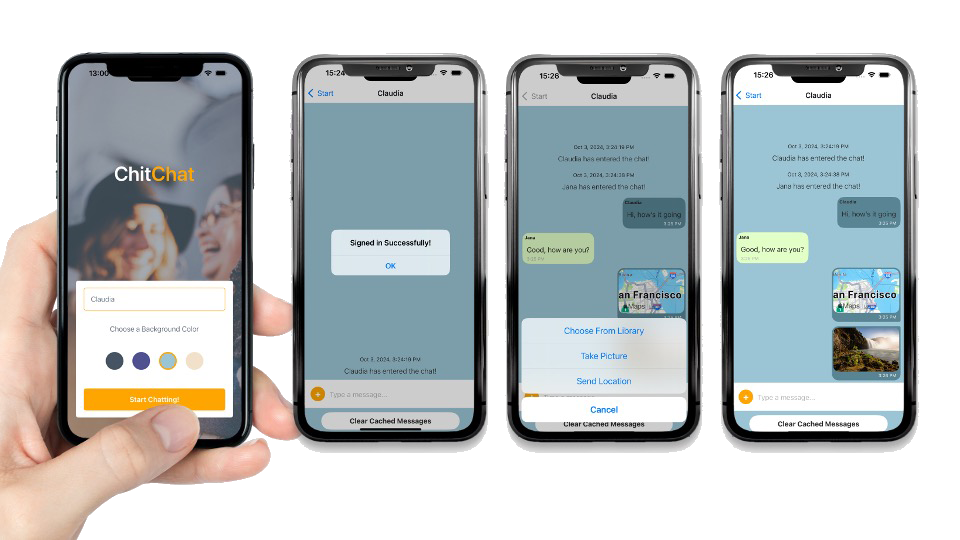 13:00
ChitChat
Claudia
Choose a Background Color
Start Chatting!
15:24
Start
Claudia
Signed in Successfully!
OK
Oct 3, 2024, 3:24:19 PM
Claudia has entered the chat!
Type a message...
Clear Cached Messages
15:26
Start
Claudia
Oct 3, 2024, 3:24:19 PM
Claudia has entered the chat!
Oct 3, 2024, 3:24:38 PM
Jana has entered the chat!
Claudia
Hi, how's it going
3:25 PM
Jana
Good, how are you?
3:25 PM
an Francisco
Maps
Choose From Library
Take Picture
Send Location
Cancel
Clear Cached Messages
15:26
Start
Claudia
Oct 3, 2024, 3:24:19 PM
Claudia has entered the chat!
Oct 3, 2024, 3:24:38 PM
Jana has entered the chat!
Claudia
Hi, how's it going
3:25 PM
Jana
Good, how are you?
3:25 PM
an Francisco
Maps
3:25 PM
3:26 PM
Type a message...
Clear Cached Messages